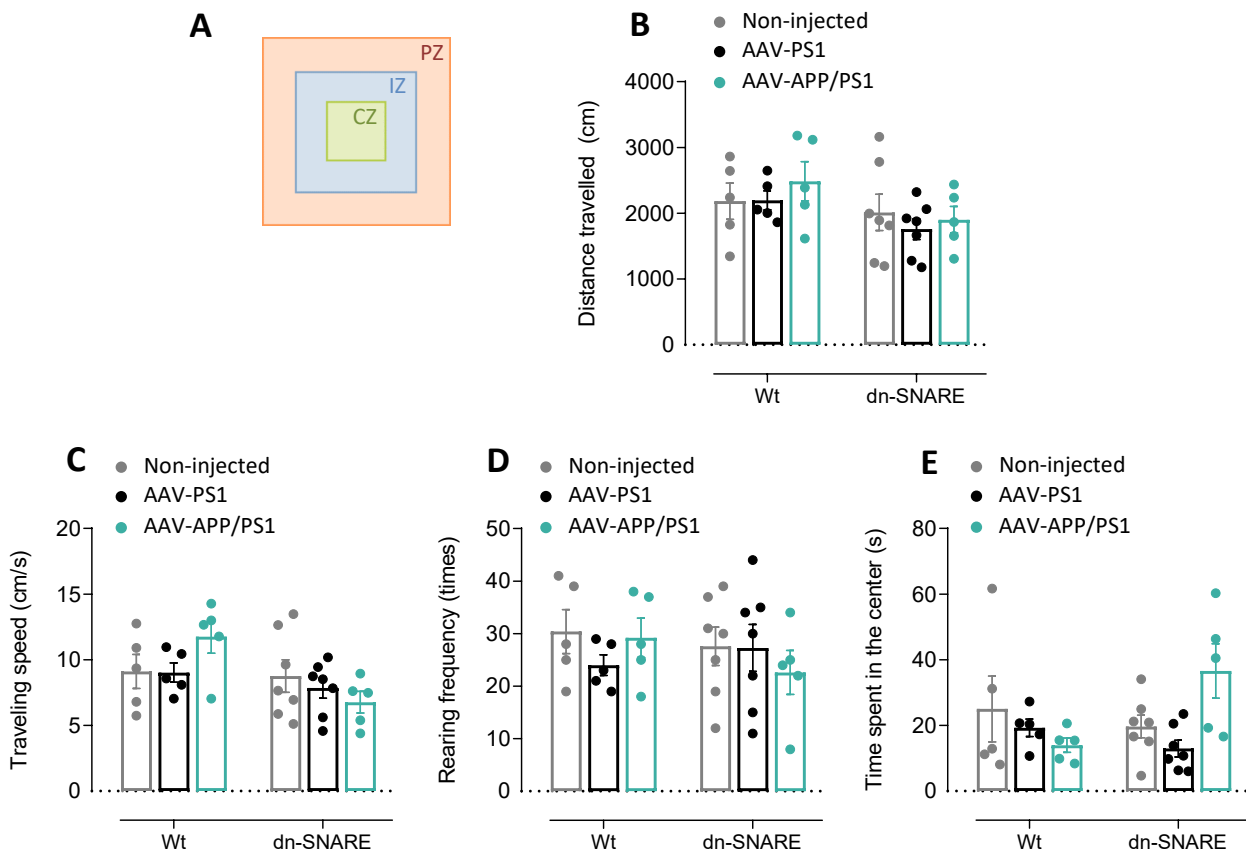 A
PZ
IZ
CZ
B
Non-injected
AAV-PS1
AAV-APP/PS1
Distance travelled (cm)
4000
3000
2000
1000
0
Wt dn-SNARE
C
Non-injected
AAV-PS1
AAV-APP/PS1
Traveling speed (cm/s)
20
15
10
5
0
Wt dn-SNARE
D
Non-injected
AAV-PS1
AAV-APP/PS1
Rearing frequency (times)
50
40
30
20
10
0
Wt dn-SNARE
E
Non-injected
AAV-PS1
AAV-APP/PS1
Time spent in the center (s)
80
60
40
20
0
Wt dn-SNARE